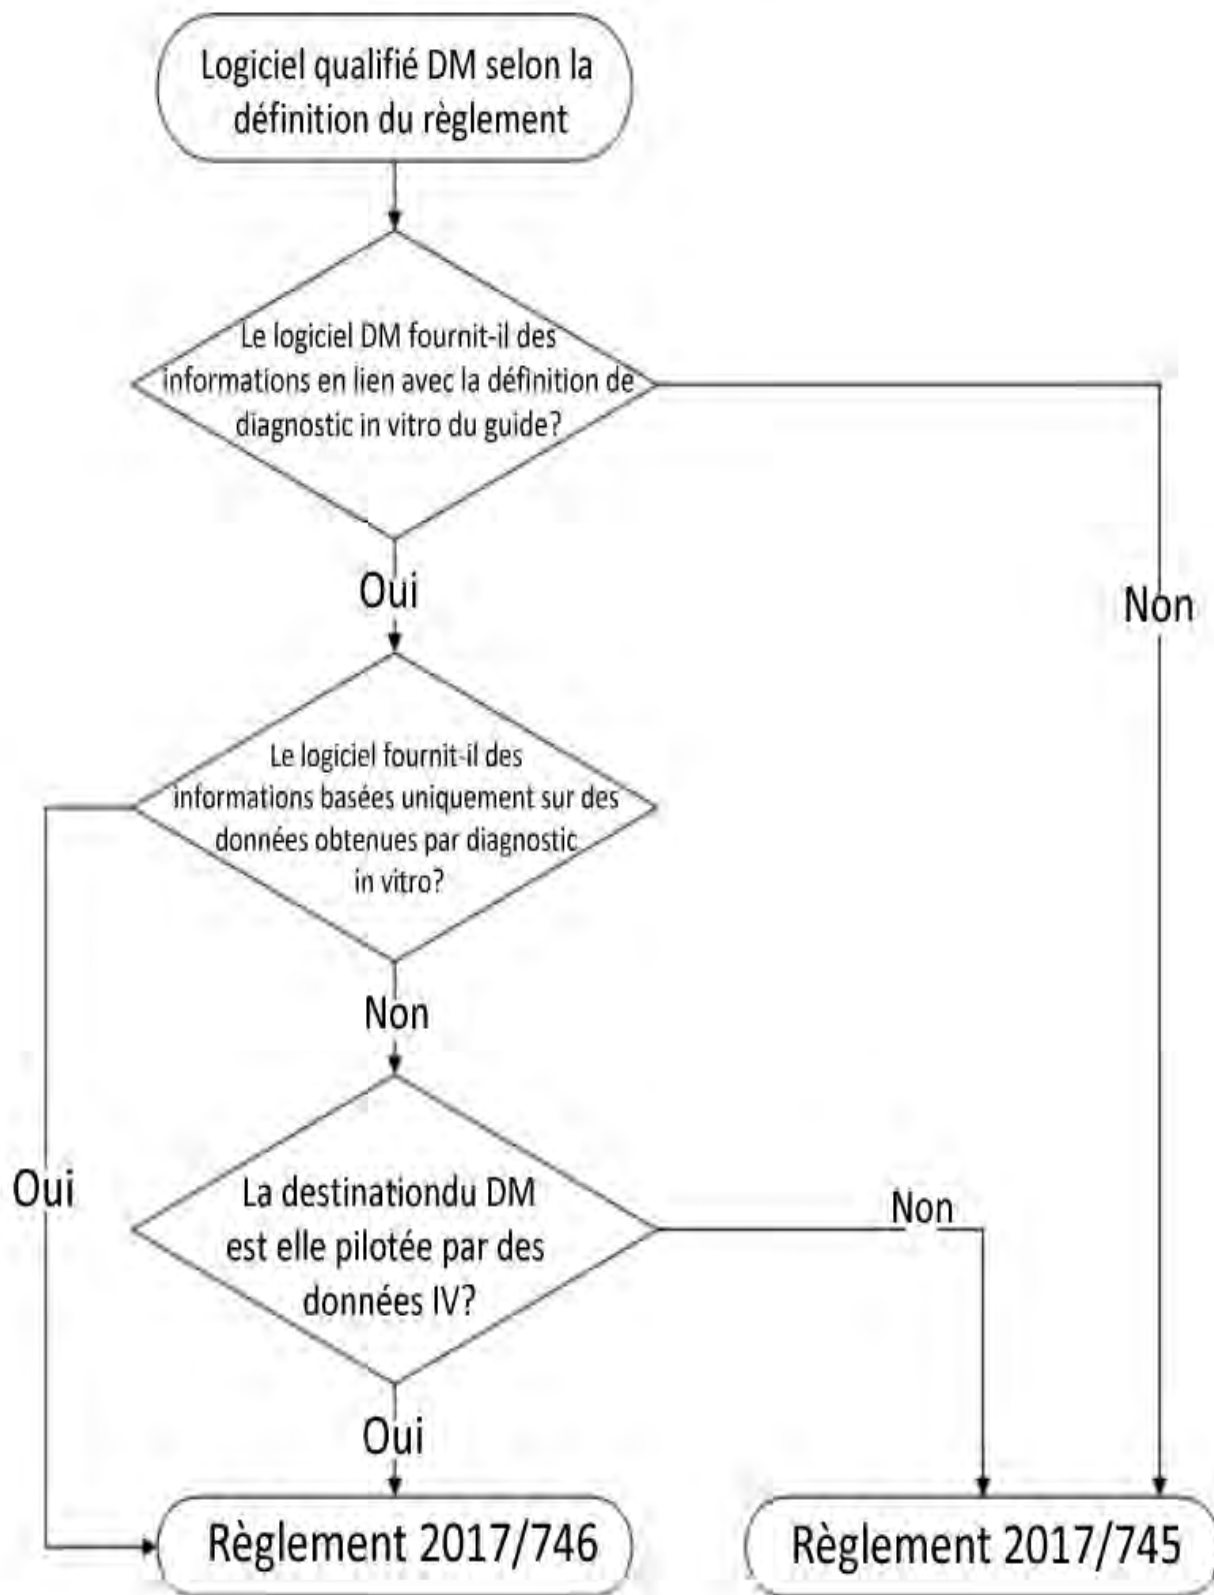 Logiciel qualifié DM selon la
définition du règlement
Le logiciel DM fournit-il des
informations en lien avec la définition de
diagnostic in vitro du guide?
Oui
Non
Le logiciel fournit-il des
informations basées uniquement sur des
données obtenues par diagnostic
in vitro?
Non
Oui
La destinationdu DM
est elle pilotée par des
données IV?
Non
Oui
Règlement 2017/746
Règlement 2017/745